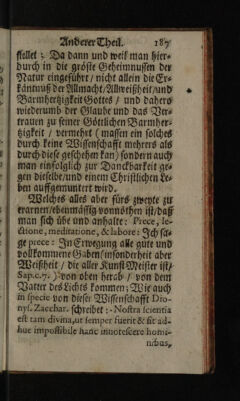 Anderer Theil. 187
stellet ; Da dann und weil man hier-
durch in die gröste Geheimnussen der
Natur eingeführt / nicht allein die Er-
käntnuß der Allmacht / Allweißheit / und
Barmhertzigkeit Gottes / und dahero
wiederumb der Glaube und das Ver-
trauen zu seiner Göttlichen Barmher-
tzigkeit / vermehrt ( massen ein solches
durch keine Wissenschafft mehrers als
durch diese geschehen kan) sondern auch
man einfolglich zur Danckbarkeit ge-
gen dieselbe/und einem Christlichen Le-
ben auffgemuntert wird.
Welches alles aber fürs zweyte zu
erarnen/ebenmässig vonnöthen ist/daß
man sich übe und anhalte : Prece, le-
ctione, meditatione, & labore : Jch sa-
ge prece : Jn Erwegung alle gute und
vollkommene Gaben/insonderheit aber
Weißheit / die aller Kunst Meister ist/
Sap.c.7. ) von oben herab / von dem
Vatter des Lichts kommen; Wie auch
in specie von dieser Wissenschafft Dio-
nys. Zacchar. schreibet : Nostra scientia
est tam divina, ut semper fuerit & sit ad-
huc impossibile hanc innotescere homi-
nibus,